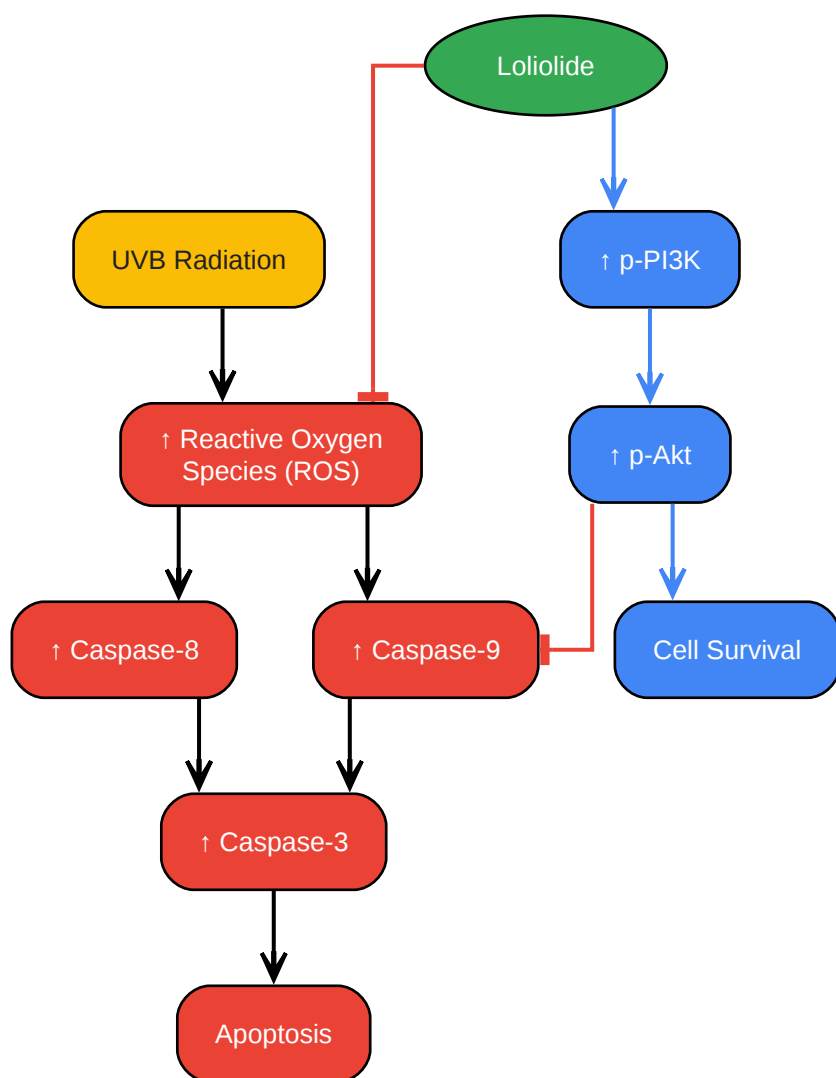 Loliolide
UVB Radiation
↑ p-PI3K
↑ Reactive Oxygen
Species (ROS)
↑ p-Akt
↑ Caspase-8
↑ Caspase-9
Cell Survival
↑ Caspase-3
Apoptosis